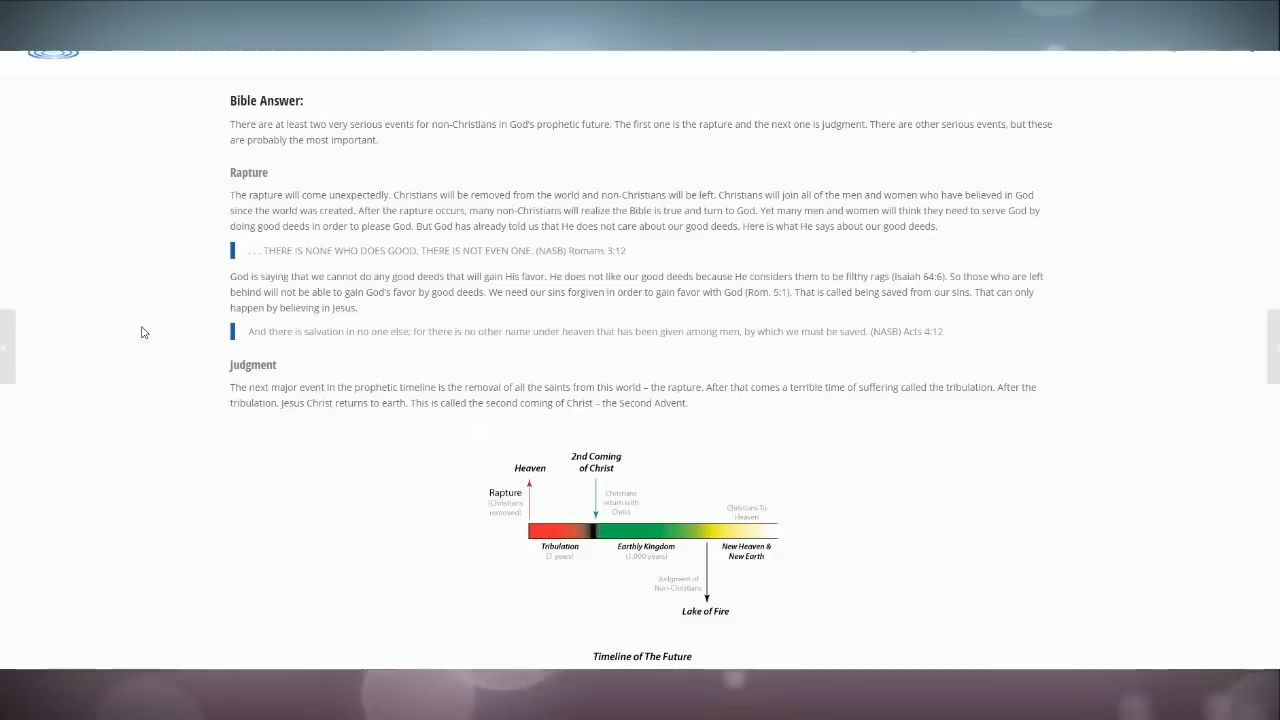 Bible Answer:
There are at least two very serious events for non-Christians in God's prophetic future. The first one is the rapture and the next one is judgment. There are other serious events, but these
are probably the most important.
Rapture
The rapture will come unexpectedly. Christians will be removed from the world and non-Christians will be left. Christians will join all of the men and women who have believed in God
since the world was created. After the rapture occurs, many non-Christians will realize the Bible is true and turn to God. Yet many men and women will think they need to serve God by
doing good deeds in order to please God. But God has already told us that He does not care about our good deeds. Here is what He says about our good deeds.
. . . THERE IS NONE WHO DOES GOOD, THERE IS NOT EVEN ONE. (NASB) Romans 3:12
God is saying that we cannot do any good deeds that will gain His favor. He does not like our good deeds because He considers them to be filthy rags (Isaiah 64:6). So those who are left
behind will not be able to gain God's favor by good deeds. We need our sins forgiven in order to gain favor with God (Rom. 5:1). That is called being saved from our sins. That can only
happen by believing in Jesus.
And there is salvation in no one else; for there is no other name under heaven that has been given among men, by which we must be saved. (NASB) Acts 4:12
Judgment
The next major event in the prophetic timeline is the removal of all the saints from this world – the rapture. After that comes a terrible time of suffering called the tribulation. After the
tribulation, Jesus Christ returns to earth. This is called the second coming of Christ – the Second Advent.
2nd Coming
of Christ
Heaven
Rapture
(Christians
removed)
Christians
return with
Christ
Christians To
Heaven
Tribulation
(7 years)
Earthly Kingdom
(1,000 years)
New Heaven &
New Earth
Judgment of
Non-Christians
Lake of Fire
Timeline of The Future